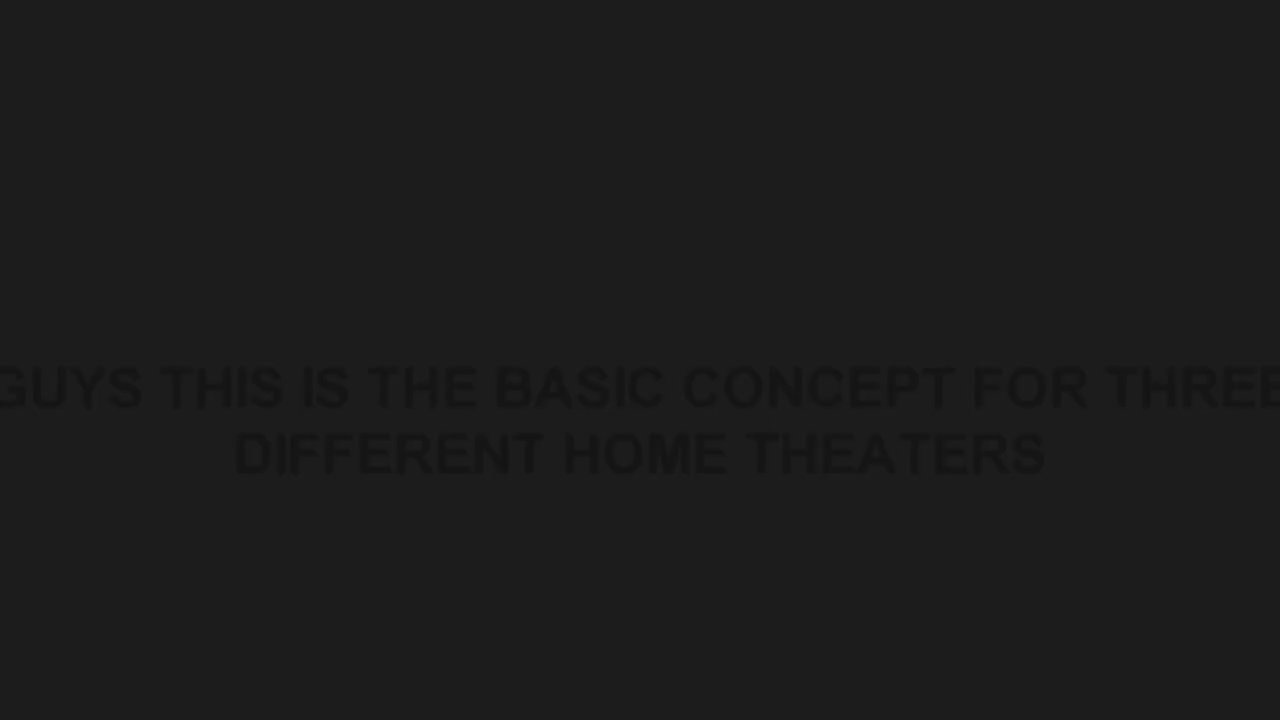 GUYS THIS IS THE BASIC CONCEPT FOR THREE
DIFFERENT HOME THEATERS